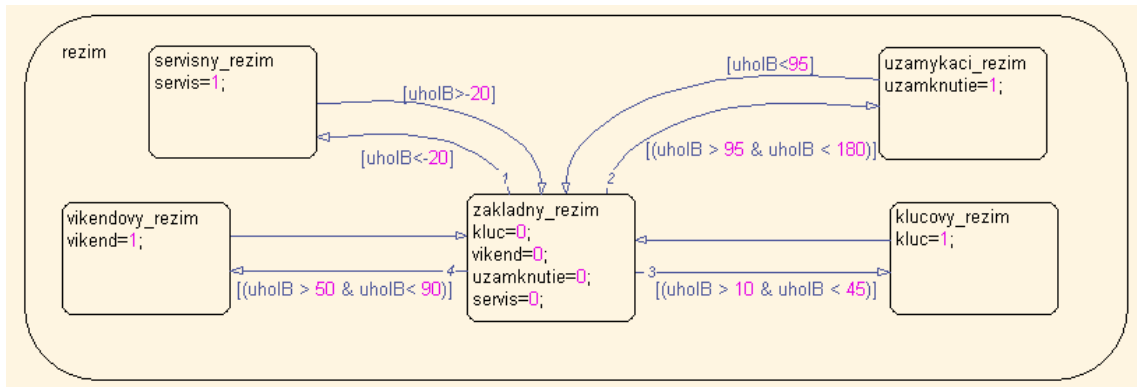 rezim
servisny_rezim
servis=1;
[uholB>-20]
[uholB<-20]
[uholB<95]
uzamykaci_rezim
uzamknutie=1;
[(uholB > 95 & uholB < 180)]
1
2
vikendovy_rezim
vikend=1;
zakladny_rezim
kluc=0;
vikend=0;
uzamknutie=0;
servis=0;
klucovy_rezim
kluc=1;
4
3
[(uholB > 50 & uholB< 90)]
[(uholB > 10 & uholB < 45)]